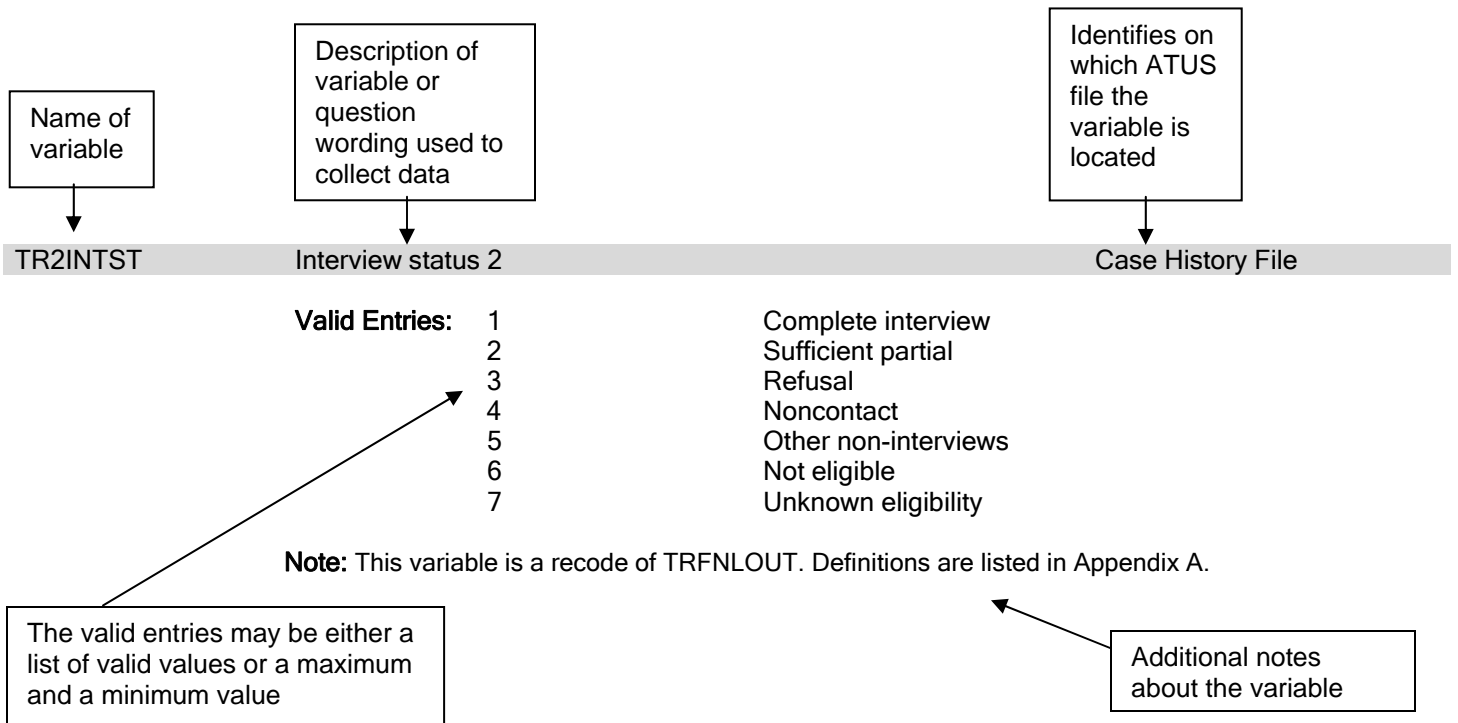 Name of
variable
Description of
variable or
question
wording used to
collect data
Identifies on
which ATUS
file the
variable is
located
TR2INTST Interview status 2 Case History File
Valid Entries: 1 Complete interview
2 Sufficient partial
3 Refusal
4 Noncontact
5 Other non-interviews
6 Not eligible
7 Unknown eligibility
Note: This variable is a recode of TRFNLOUT. Definitions are listed in Appendix A.
The valid entries may be either a
list of valid values or a maximum
and a minimum value
Additional notes
about the variable